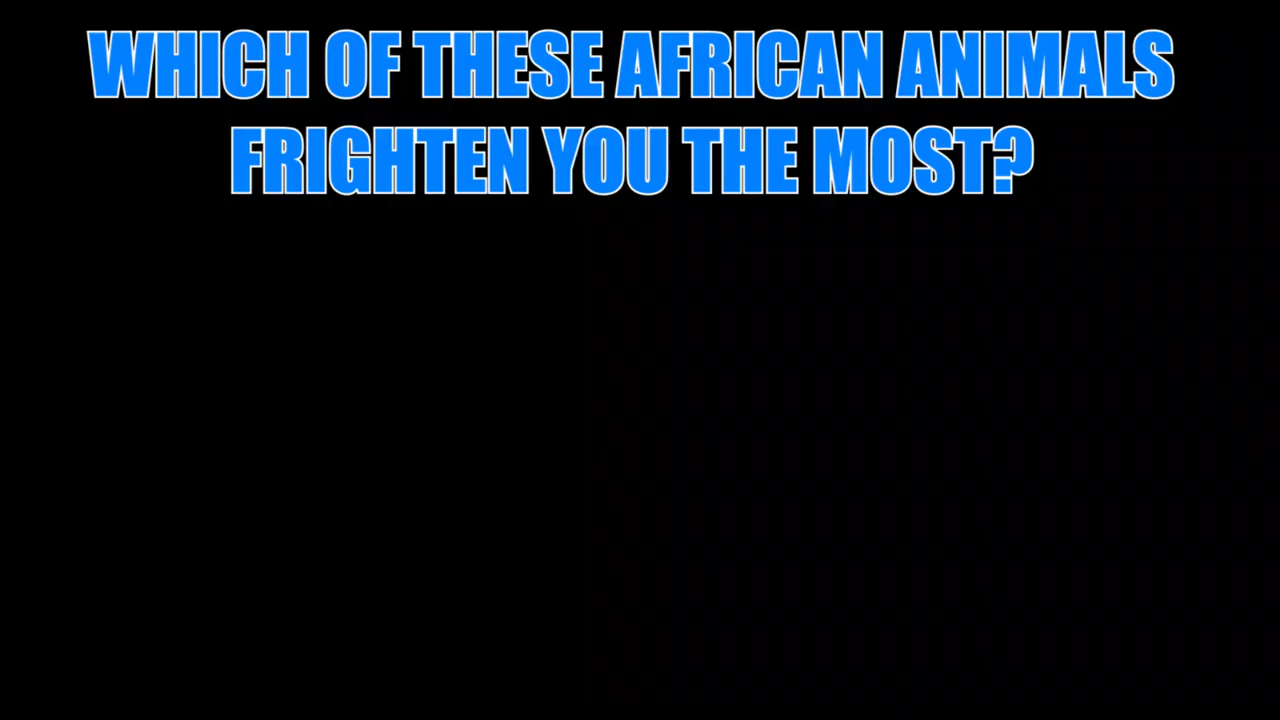 WHICH OF THESE AFRICAN ANIMALS
FRIGHTEN YOU THE MOST?